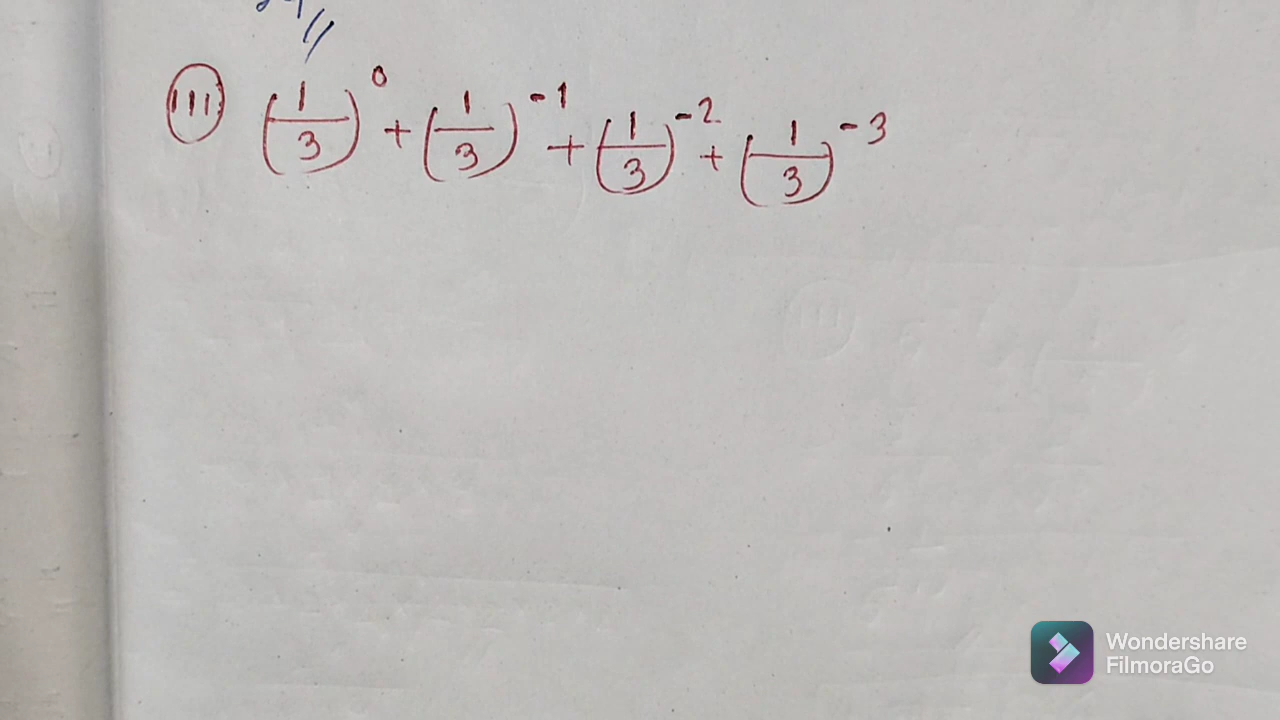 (iii) (1/3)⁰ + (1/3)⁻¹ + (1/3)⁻² + (1/3)⁻³
Wondershare
FilmoraGo